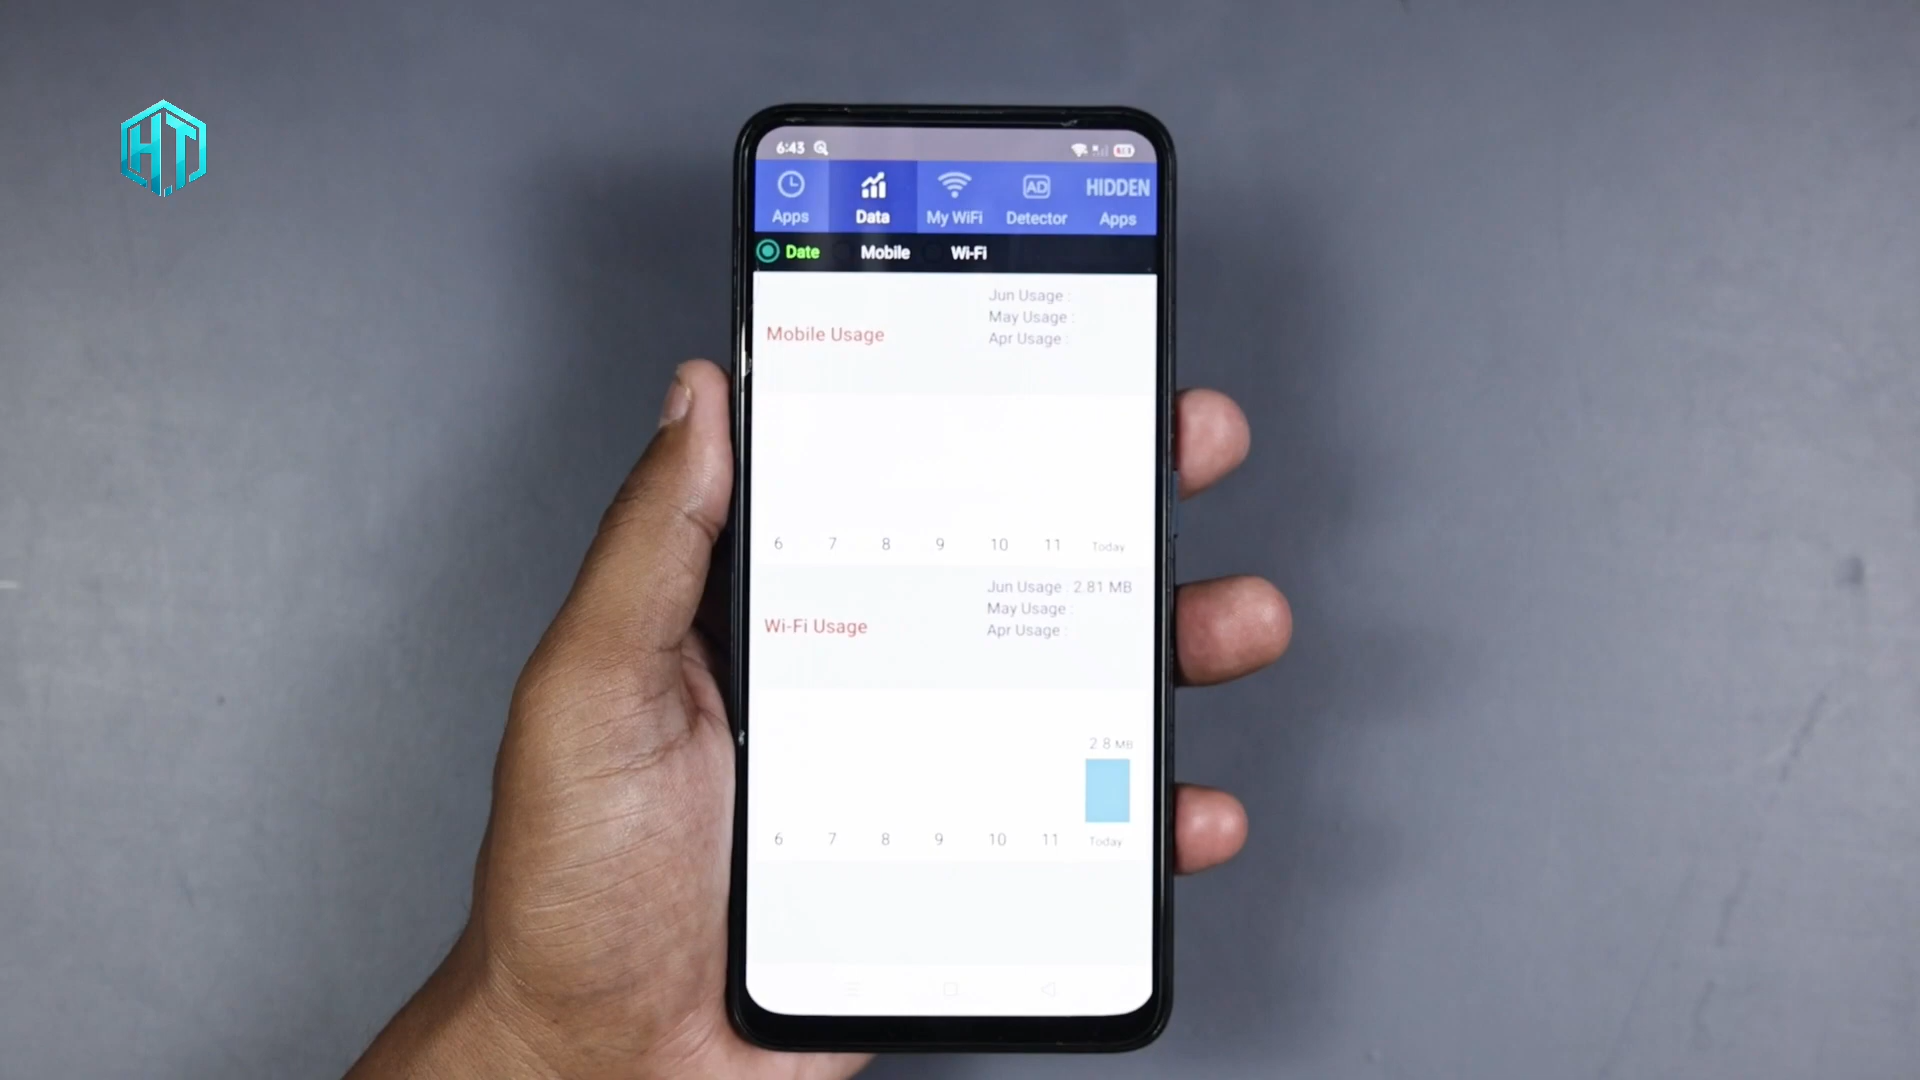 H.T
6:43
Apps
Data
My WiFi
AD
Detector
HIDDEN
Apps
Date
Mobile
Wi-Fi
Mobile Usage
Jun Usage :
May Usage :
Apr Usage :
6 7 8 9 10 11 Today
Wi-Fi Usage
Jun Usage : 2.81 MB
May Usage :
Apr Usage :
2.8 MB
6 7 8 9 10 11 Today